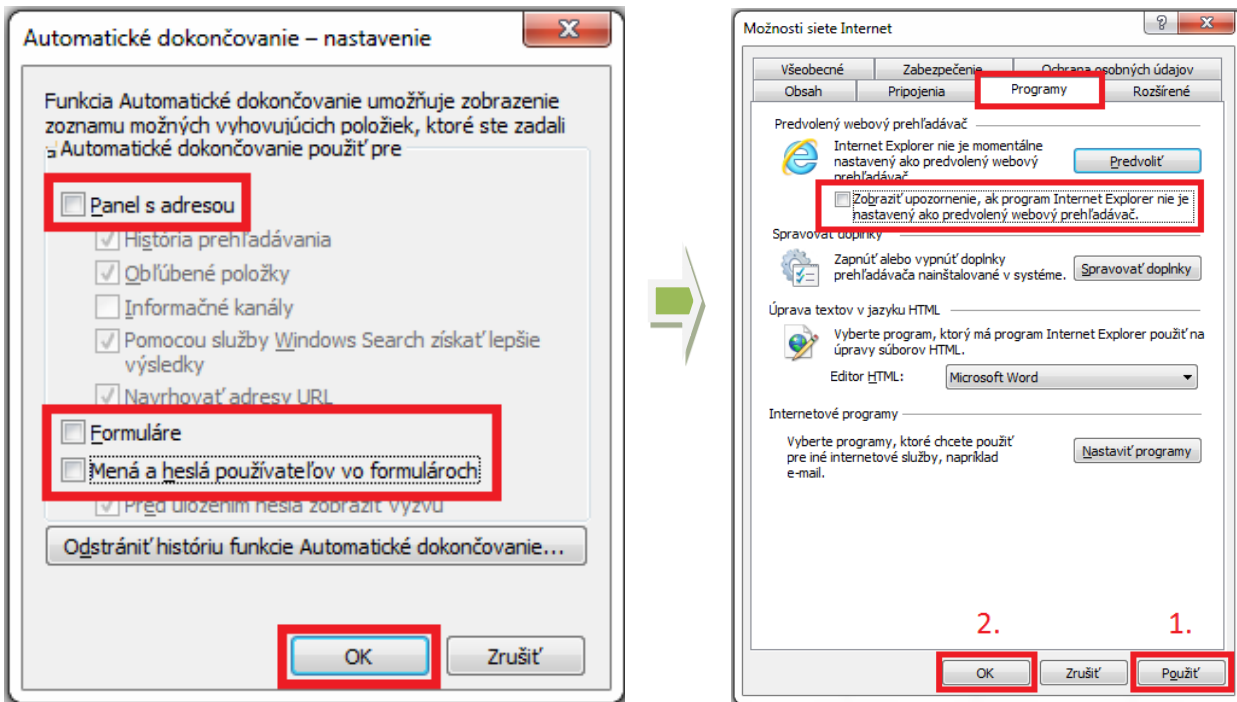 Automatické dokončovanie – nastavenie
Funkcia Automatické dokončovanie umožňuje zobrazenie
zoznamu možných vyhovujúcich položiek, ktoré ste zadali
Automatické dokončovanie použiť pre
Panel s adresou
História prehľadávania
Obľúbené položky
Informačné kanály
Pomocou služby Windows Search získať lepšie
výsledky
Navrhovať adresy URL
Formuláre
Mená a heslá používateľov vo formulároch
Pred uložením hesla zobraziť výzvu
Odstrániť históriu funkcie Automatické dokončovanie...
OK
Zrušiť
Možnosti siete Internet
Všeobecné
Zabezpečenie
Ochrana osobných údajov
Obsah
Pripojenia
Programy
Rozšírené
Predvolený webový prehľadávač
Internet Explorer nie je momentálne
nastavený ako predvolený webový
prehľadávač.
Predvoliť
Zobraziť upozornenie, ak program Internet Explorer nie je
nastavený ako predvolený webový prehľadávač.
Spravovať doplnky
Zapnúť alebo vypnúť doplnky
prehľadávača nainštalované v systéme.
Spravovať doplnky
Úprava textov v jazyku HTML
Vyberte program, ktorý má program Internet Explorer použiť na
úpravy súborov HTML.
Editor HTML:
Microsoft Word
Internetové programy
Vyberte programy, ktoré chcete použiť
pre iné internetové služby, napríklad
e-mail.
Nastaviť programy
2.
1.
OK
Zrušiť
Použiť